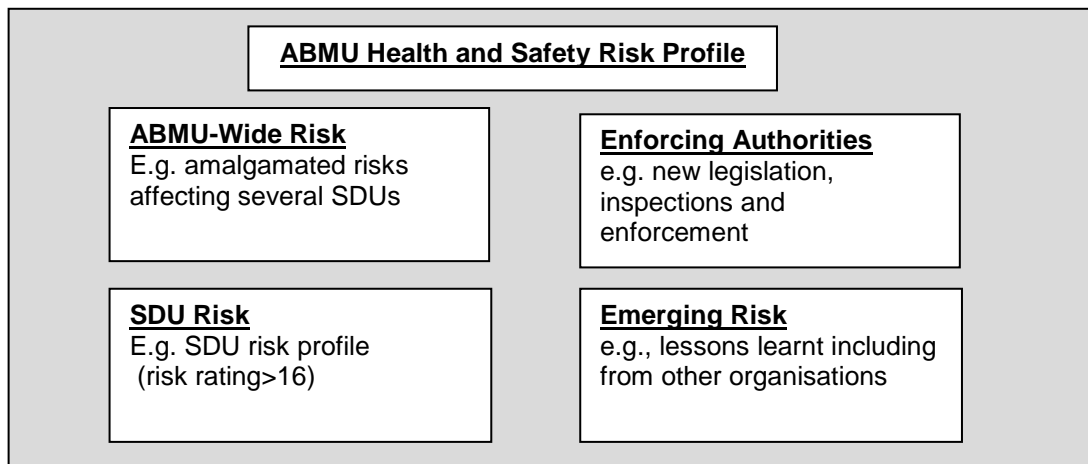 ABMU Health and Safety Risk Profile
ABMU-Wide Risk
E.g. amalgamated risks
affecting several SDUs
Enforcing Authorities
e.g. new legislation,
inspections and
enforcement
SDU Risk
E.g. SDU risk profile
(risk rating>16)
Emerging Risk
e.g., lessons learnt including
from other organisations